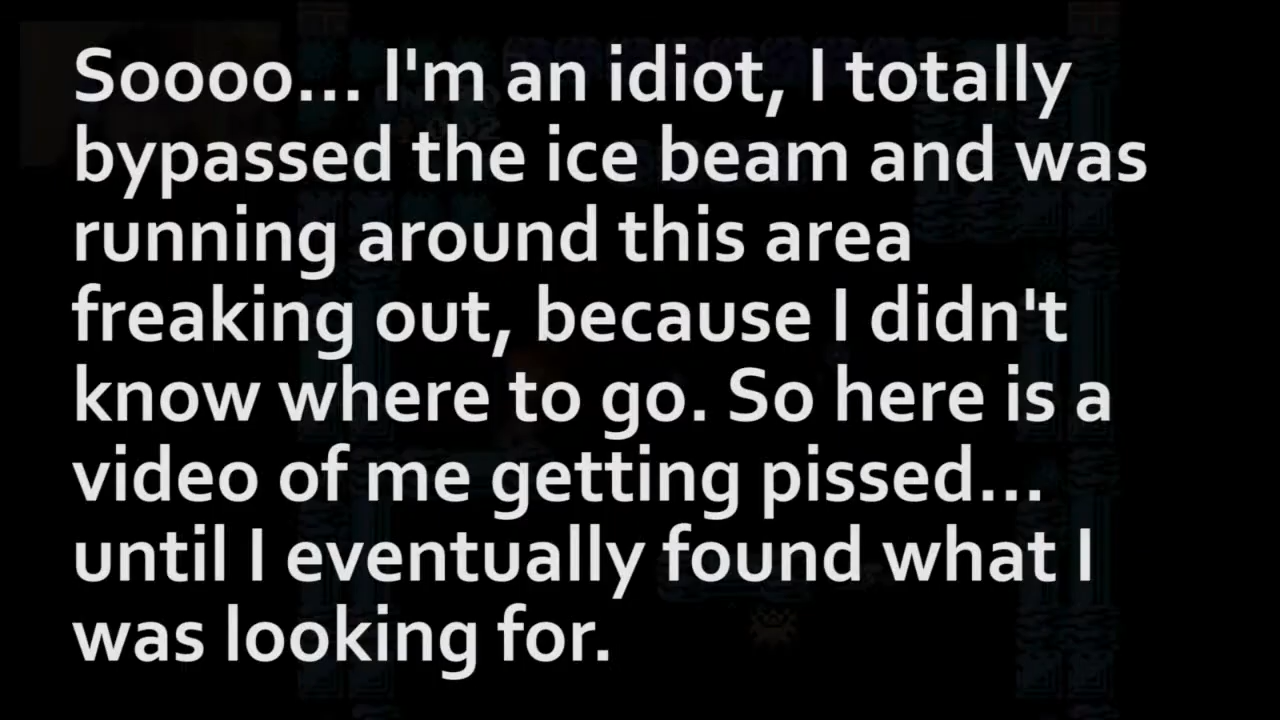 Soooo... I'm an idiot, I totally
bypassed the ice beam and was
running around this area
freaking out, because I didn't
know where to go. So here is a
video of me getting pissed...
until I eventually found what I
was looking for.